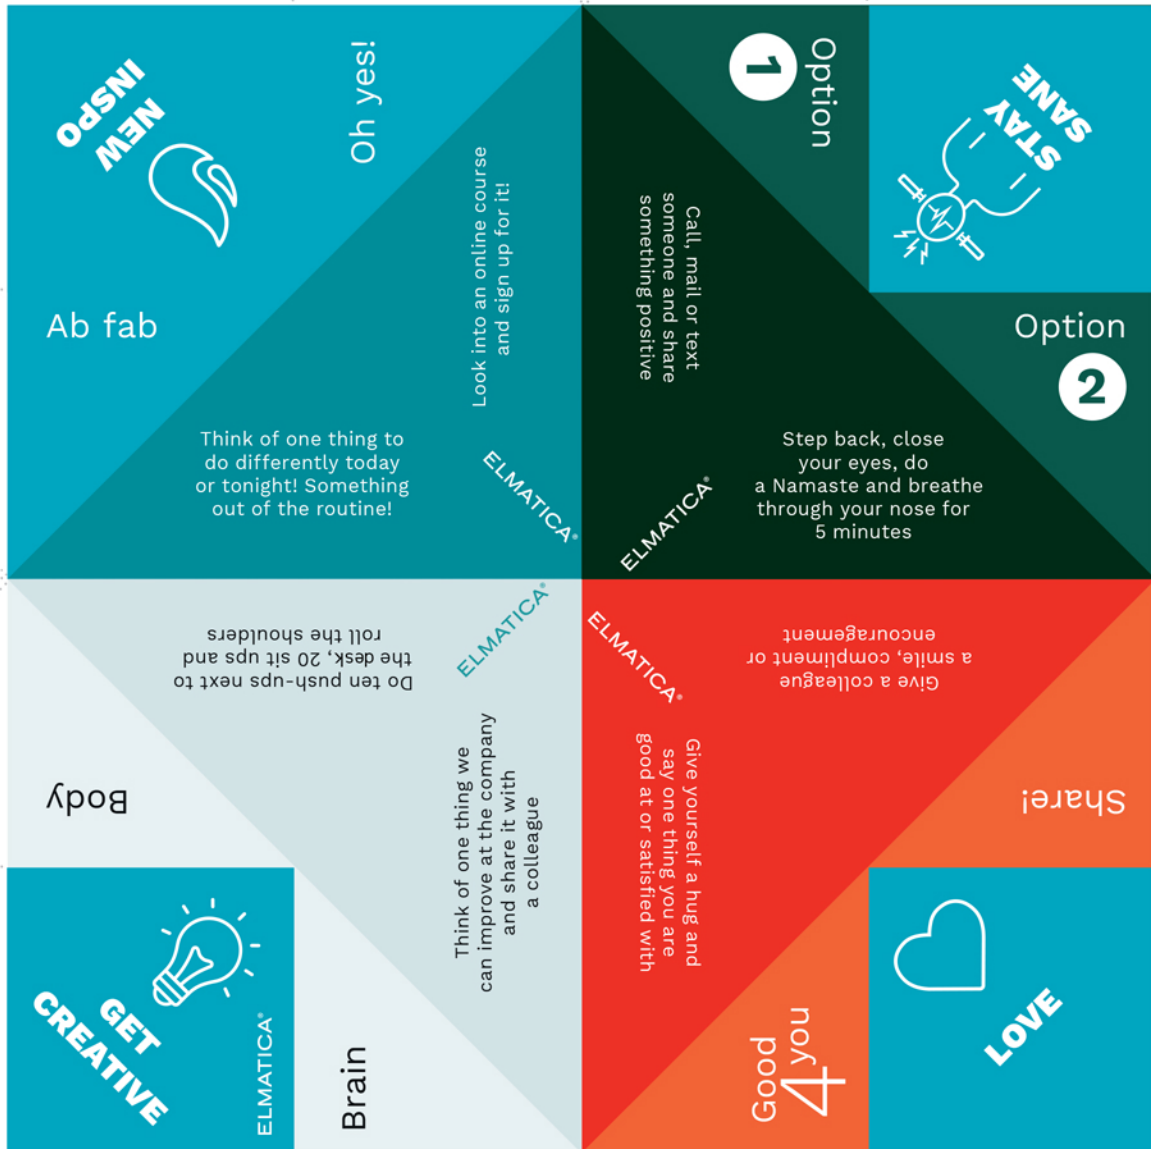 NEW
INSPO
Oh yes!
Ab fab
Look into an online course
and sign up for it!
Think of one thing to
do differently today
or tonight! Something
out of the routine!
ELMATICA®
Option
1
STAY
SANE
Call, mail or text
someone and share
something positive
Option
2
Step back, close
your eyes, do
a Namaste and breathe
through your nose for
5 minutes
ELMATICA®
Do ten push-ups next to
the desk, 20 sit ups and
roll the shoulders
ELMATICA®
Body
Think of one thing we
can improve at the company
and share it with
a colleague
Brain
GET
CREATIVE
ELMATICA®
ELMATICA®
Give a colleague
a smile, compliment or
encouragement
Share!
Give yourself a hug and
say one thing you are
good at or satisfied with
Good
4 you
LOVE